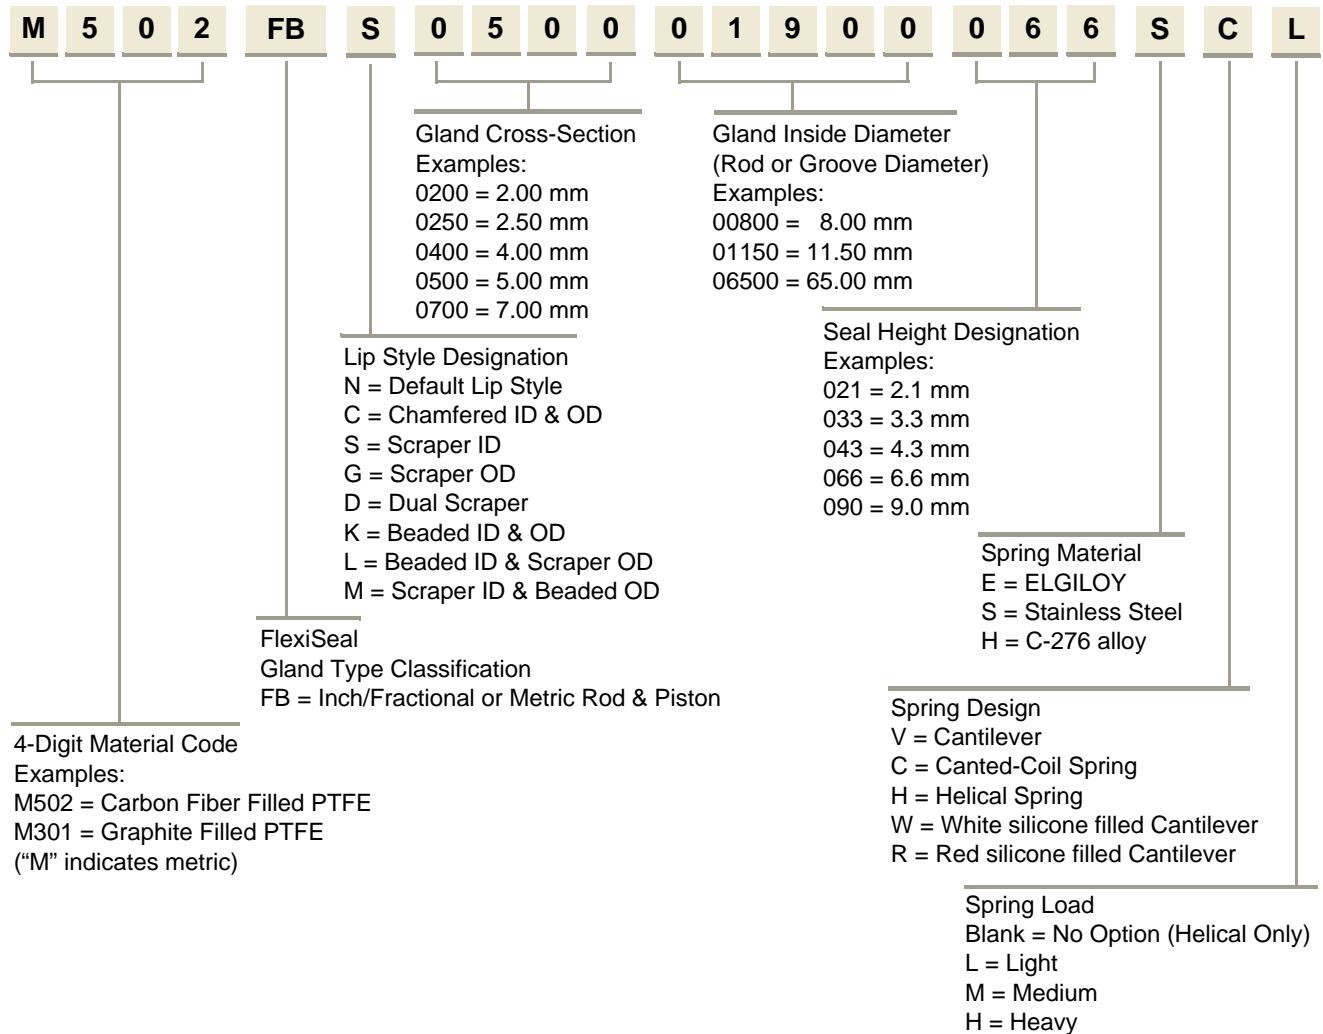 M 5 0 2 FB S 0 5 0 0 0 1 9 0 0 0 6 6 S C L
Gland Cross-Section
Examples:
0200 = 2.00 mm
0250 = 2.50 mm
0400 = 4.00 mm
0500 = 5.00 mm
0700 = 7.00 mm
Gland Inside Diameter
(Rod or Groove Diameter)
Examples:
00800 = 8.00 mm
01150 = 11.50 mm
06500 = 65.00 mm
Lip Style Designation
N = Default Lip Style
C = Chamfered ID & OD
S = Scraper ID
G = Scraper OD
D = Dual Scraper
K = Beaded ID & OD
L = Beaded ID & Scraper OD
M = Scraper ID & Beaded OD
Seal Height Designation
Examples:
021 = 2.1 mm
033 = 3.3 mm
043 = 4.3 mm
066 = 6.6 mm
090 = 9.0 mm
Spring Material
E = ELGILOY
S = Stainless Steel
H = C-276 alloy
FlexiSeal
Gland Type Classification
FB = Inch/Fractional or Metric Rod & Piston
Spring Design
V = Cantilever
C = Canted-Coil Spring
H = Helical Spring
W = White silicone filled Cantilever
R = Red silicone filled Cantilever
4-Digit Material Code
Examples:
M502 = Carbon Fiber Filled PTFE
M301 = Graphite Filled PTFE
(“M” indicates metric)
Spring Load
Blank = No Option (Helical Only)
L = Light
M = Medium
H = Heavy